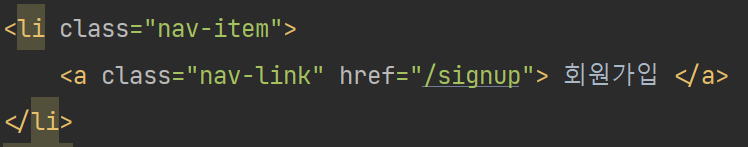 <li class="nav-item">
<a class="nav-link" href="/signup"> 회원가입 </a>
</li>